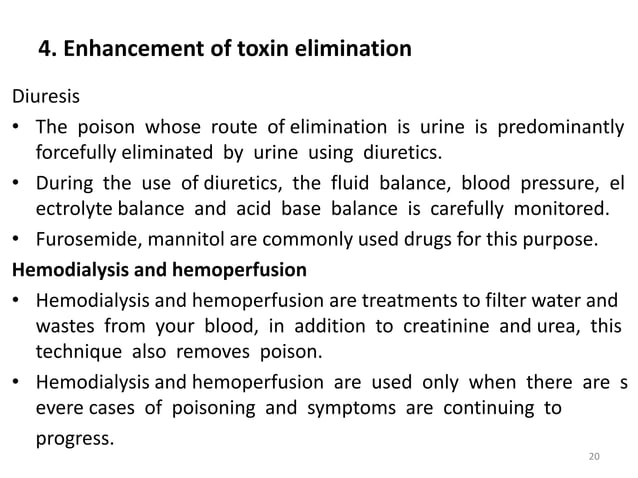 4. Enhancement of toxin elimination
Diuresis
• The poison whose route of elimination is urine is predominantly
forcefully eliminated by urine using diuretics.
• During the use of diuretics, the fluid balance, blood pressure, el
ectrolyte balance and acid base balance is carefully monitored.
• Furosemide, mannitol are commonly used drugs for this purpose.
Hemodialysis and hemoperfusion
• Hemodialysis and hemoperfusion are treatments to filter water and
wastes from your blood, in addition to creatinine and urea, this
technique also removes poison.
• Hemodialysis and hemoperfusion are used only when there are s
evere cases of poisoning and symptoms are continuing to
progress.
20